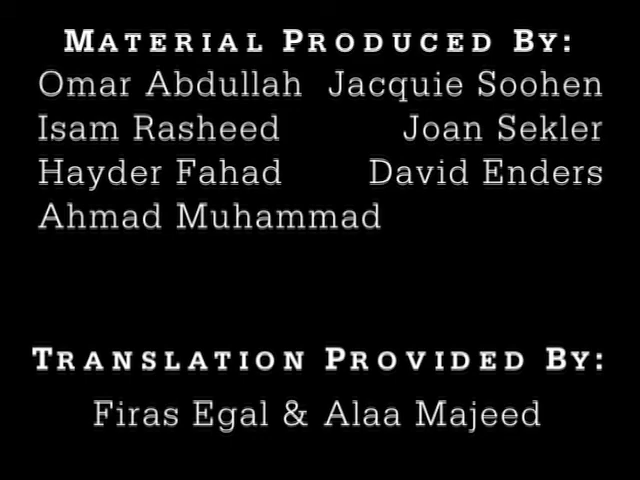 MATERIAL PRODUCED BY:
Omar Abdullah Jacquie Soohen
Isam Rasheed Joan Sekler
Hayder Fahad David Enders
Ahmad Muhammad
TRANSLATION PROVIDED BY:
Firas Egal & Alaa Majeed